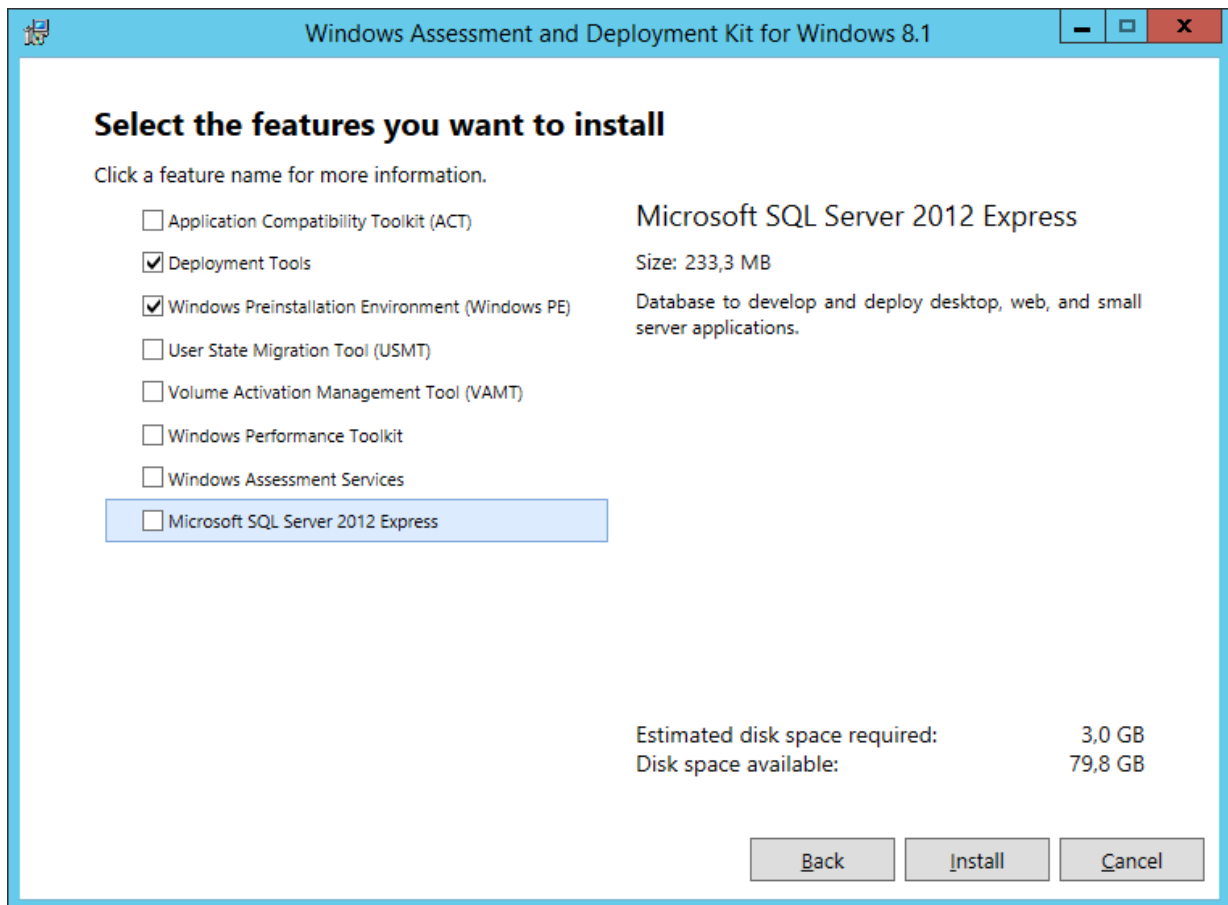 Windows Assessment and Deployment Kit for Windows 8.1
Select the features you want to install
Click a feature name for more information.
Application Compatibility Toolkit (ACT)
Deployment Tools
Windows Preinstallation Environment (Windows PE)
User State Migration Tool (USMT)
Volume Activation Management Tool (VAMT)
Windows Performance Toolkit
Windows Assessment Services
Microsoft SQL Server 2012 Express
Microsoft SQL Server 2012 Express
Size: 233,3 MB
Database to develop and deploy desktop, web, and small
server applications.
Estimated disk space required: 3,0 GB
Disk space available: 79,8 GB
Back Install Cancel